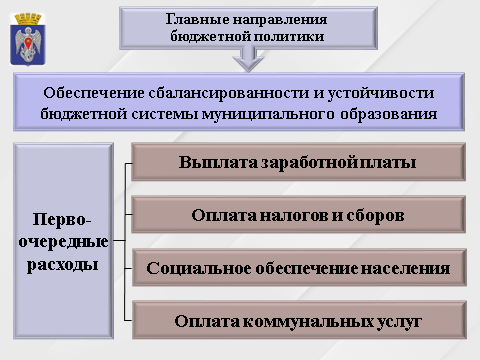 Главные направления
бюджетной политики
Обеспечение сбалансированности и устойчивости
бюджетной системы муниципального образования
Перво-
очередные
расходы
Выплата заработной платы
Оплата налогов и сборов
Социальное обеспечение населения
Оплата коммунальных услуг